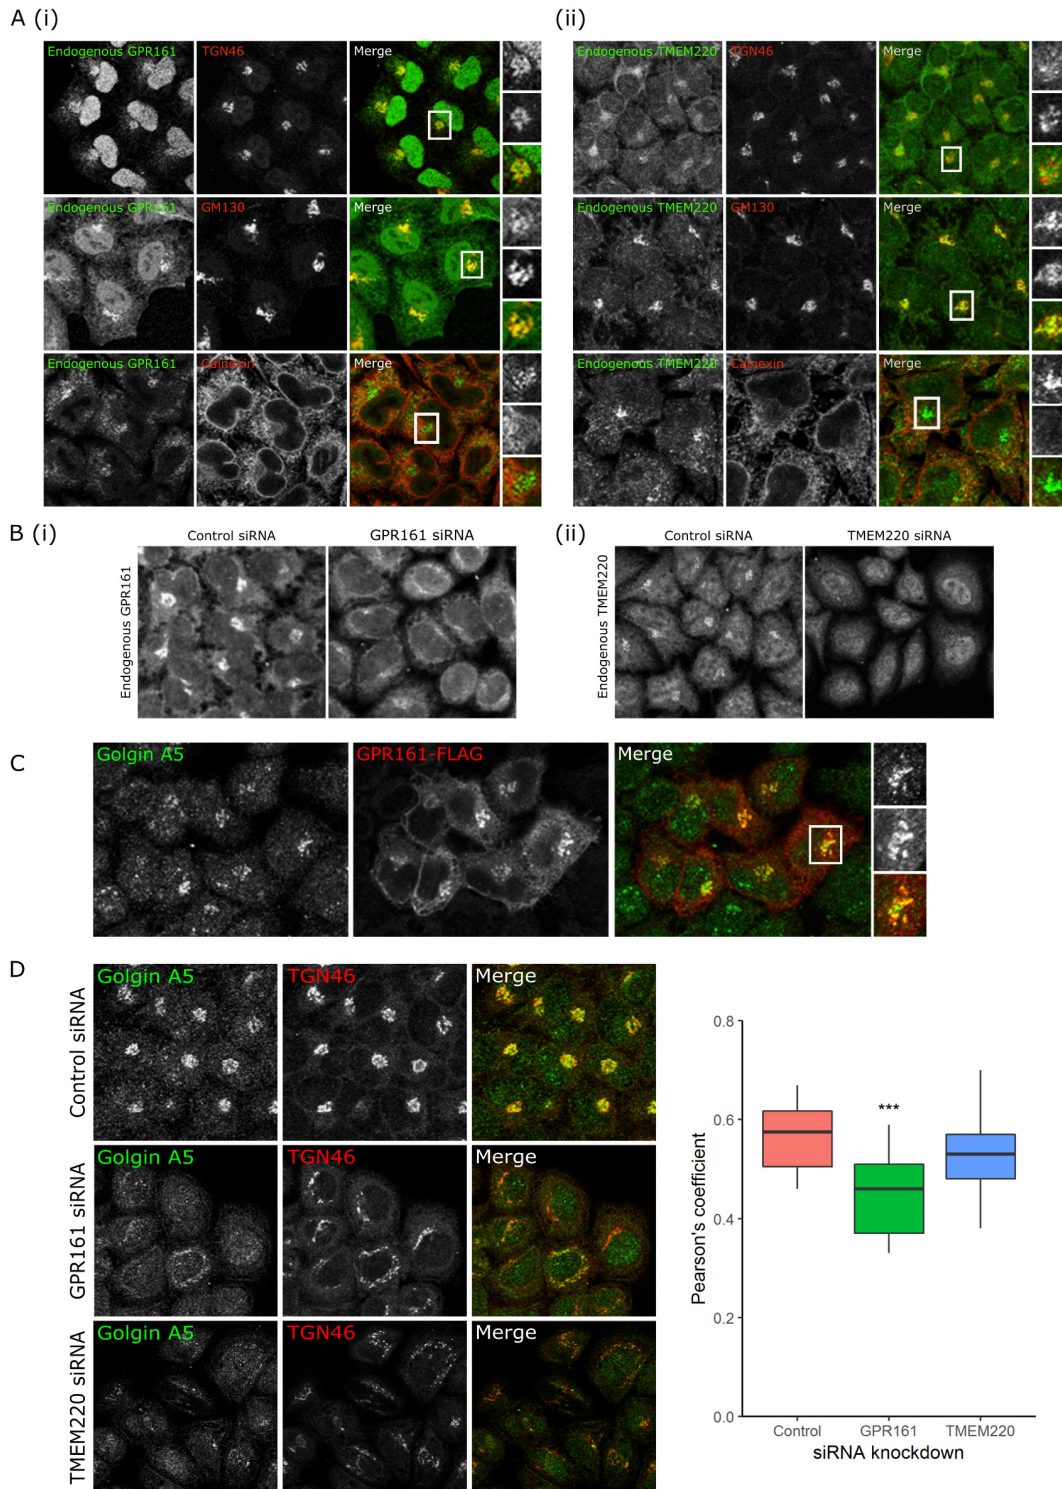 A (i)
(ii)
Endogenous GPR161
TGN46
Merge
Endogenous TMEM220
TGN46
Merge
Endogenous GPR161
GM130
Merge
Endogenous TMEM220
GM130
Merge
Endogenous GPR161
Calnexin
Merge
Endogenous TMEM220
Calnexin
Merge
B (i)
(ii)
Control siRNA
GPR161 siRNA
Control siRNA
TMEM220 siRNA
Endogenous GPR161
Endogenous TMEM220
C
Golgin A5
GPR161-FLAG
Merge
D
Control siRNA
Golgin A5
TGN46
Merge
GPR161 siRNA
Golgin A5
TGN46
Merge
TMEM220 siRNA
Golgin A5
TGN46
Merge
Pearson's coefficient
0.8
0.6
0.4
0.2
0.0
***
Control
GPR161
TMEM220
siRNA knockdown